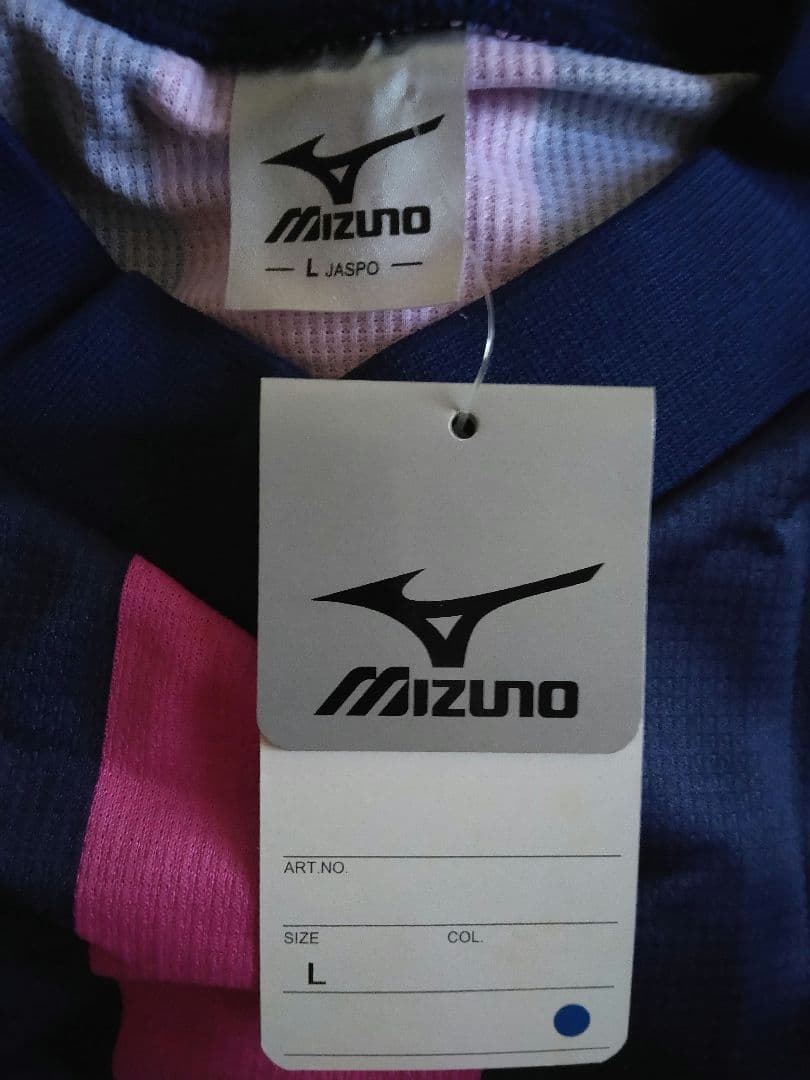 MIZUNO
L JASPO
MIZUNO
ART.NO.
SIZE COL.
L